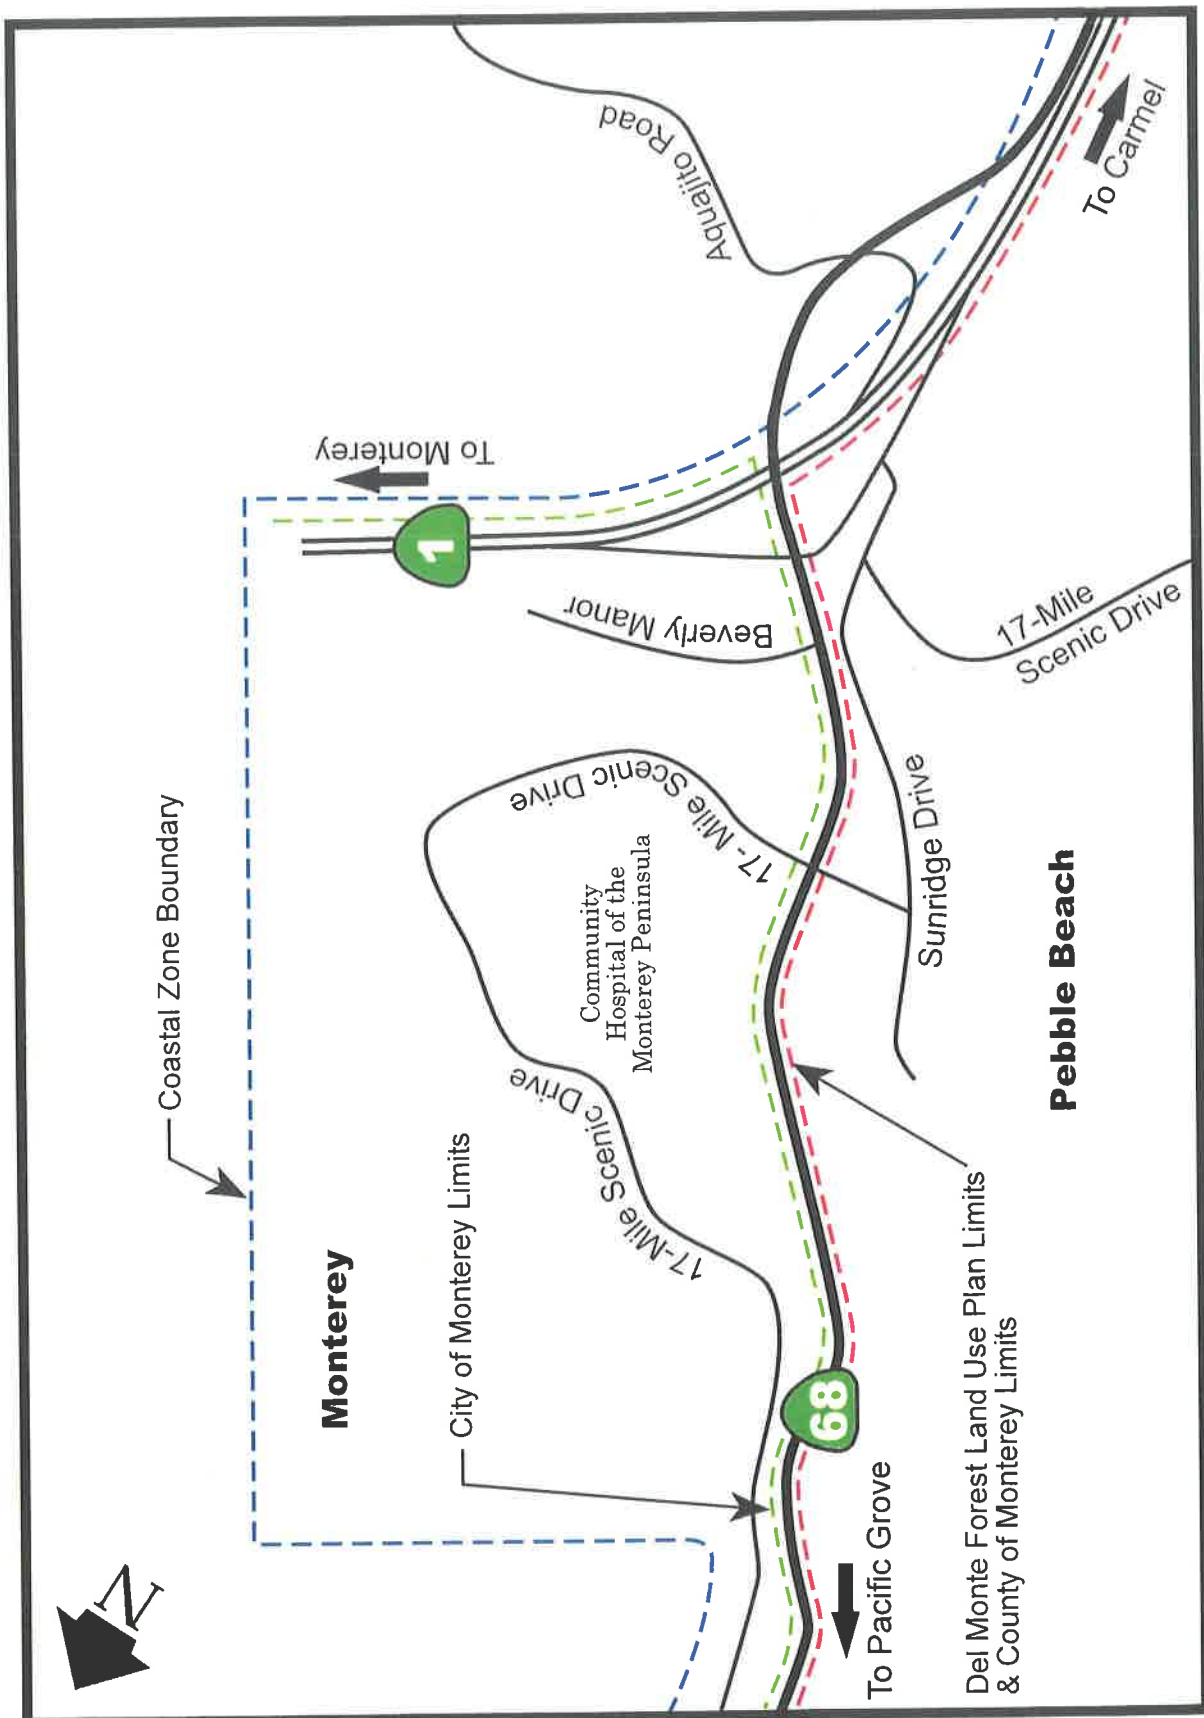 N
Coastal Zone Boundary
Monterey
City of Monterey Limits
To Monterey
1
Aquajito Road
Beverly Manor
17-Mile Scenic Drive
17- Mile Scenic Drive
Community
Hospital of the
Monterey Peninsula
68
To Pacific Grove
Del Monte Forest Land Use Plan Limits
& County of Monterey Limits
Pebble Beach
Sunridge Drive
17-Mile
Scenic Drive
To Carmel